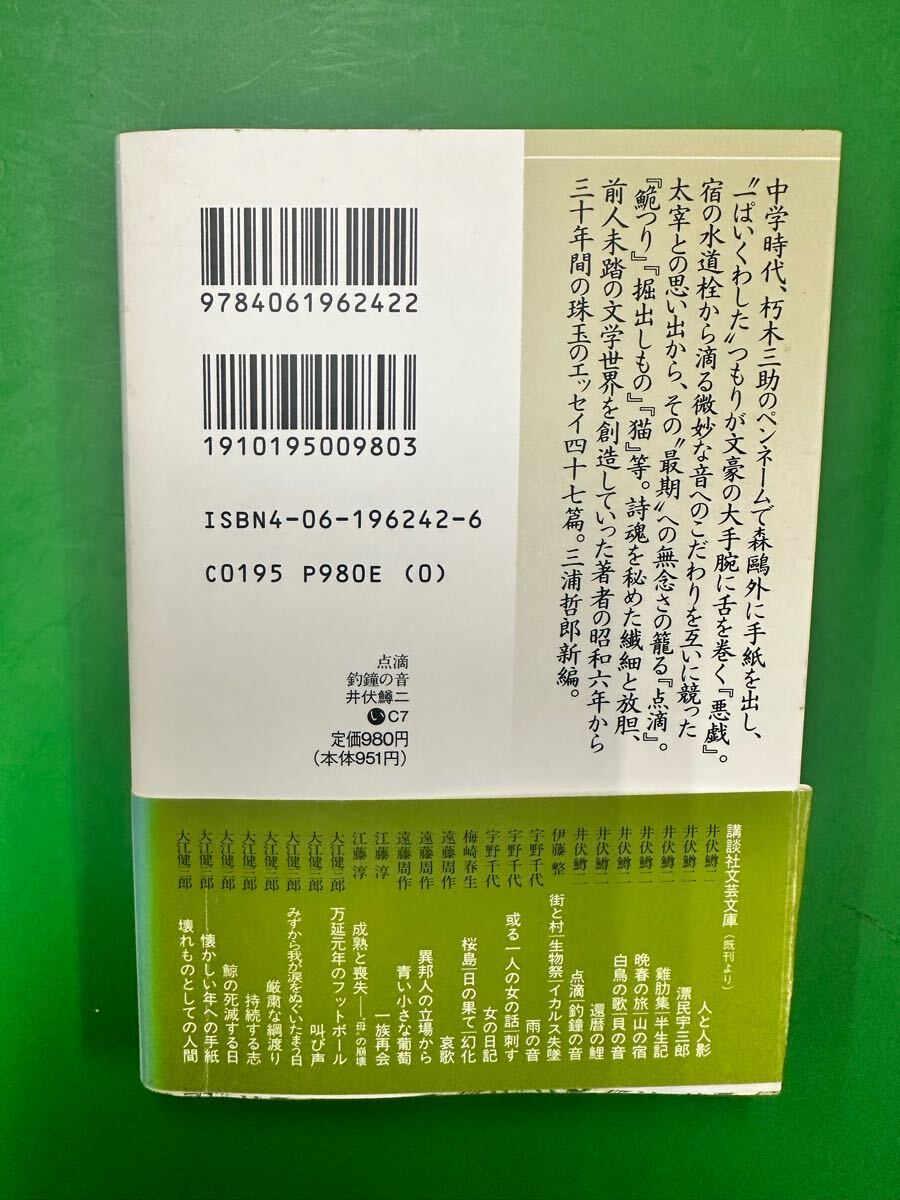 中学時代、朽木三助のペンネームで森鷗外に手紙を出し、
〝一ぱいくわした〟つもりが文豪の大手腕に舌を巻く『悪戯』。
宿の水道栓から滴る微妙な音へのこだわりを互いに競った
太宰との思い出から、その〝最期〟への無念さの籠る『点滴』。
『鮠つり』『掘出しもの』『猫』等。詩魂を秘めた繊細と放胆、
前人未踏の文学世界を創造していった著者の昭和六年から
三十年間の珠玉のエッセイ四十七篇。三浦哲郎新編。
9784061962422
1910195009803
ISBN4-06-196242-6
C0195 P980E (0)
点滴
釣鐘の音
井伏鱒二
い C7
定価980円
(本体951円)
講談社文芸文庫(既刊より)
井伏鱒二 人と人影
井伏鱒二 漂民宇三郎
井伏鱒二 雞肋集|半生記
井伏鱒二 晩春の旅|山の宿
井伏鱒二 白鳥の歌|貝の音
井伏鱒二 還暦の鯉
井伏鱒二 点滴|釣鐘の音
伊藤 整 街と村|生物祭|イカルス失墜
宇野千代 雨の音
宇野千代 或る一人の女の話|刺す
宇野千代 女の日記
梅崎春生 桜島|日の果て|幻化
遠藤周作 哀歌
遠藤周作 異邦人の立場から
遠藤周作 青い小さな葡萄
江藤 淳 一族再会
江藤 淳 成熟と喪失―〝母〟の崩壊
大江健三郎 万延元年のフットボール
大江健三郎 叫び声
大江健三郎 みずから我が涙をぬぐいたまう日
大江健三郎 厳粛な綱渡り
大江健三郎 持続する志
大江健三郎 鯨の死滅する日
大江健三郎 懐かしい年への手紙
大江健三郎 壊れものとしての人間